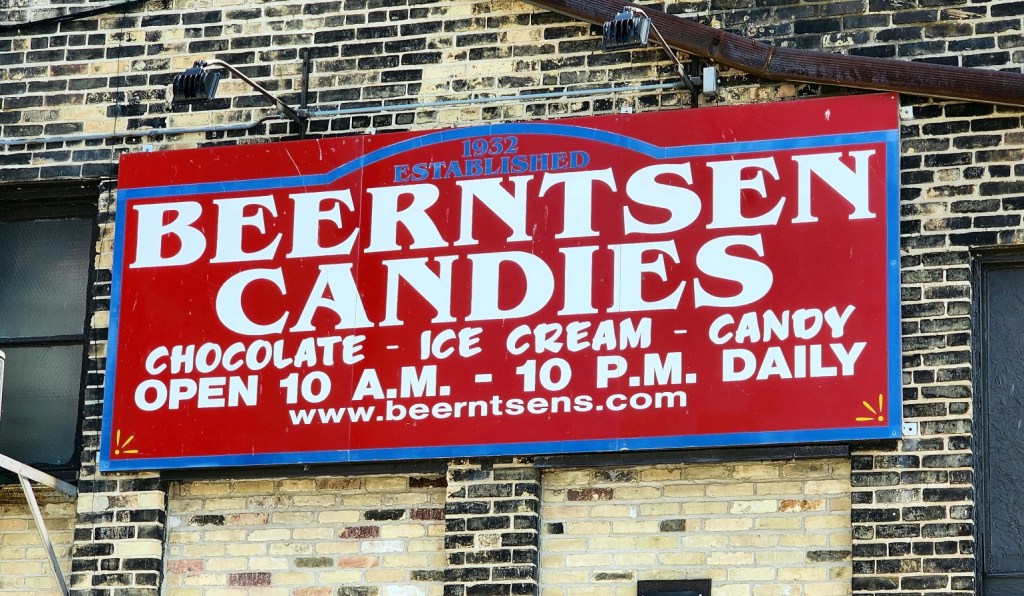 1932
ESTABLISHED
BEERNTSEN
CANDIES
CHOCOLATE - ICE CREAM - CANDY
OPEN 10 A.M. - 10 P.M. DAILY
www.beerntsens.com